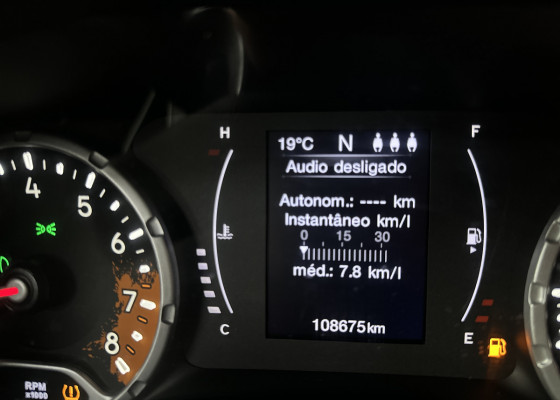 H
F
19°C N
Audio desligado
4
5
6
7
8
Autonom.: ---- km
Instantâneo km/l
0 15 30
méd.: 7.8 km/l
C
E
108675km
RPM
x1000